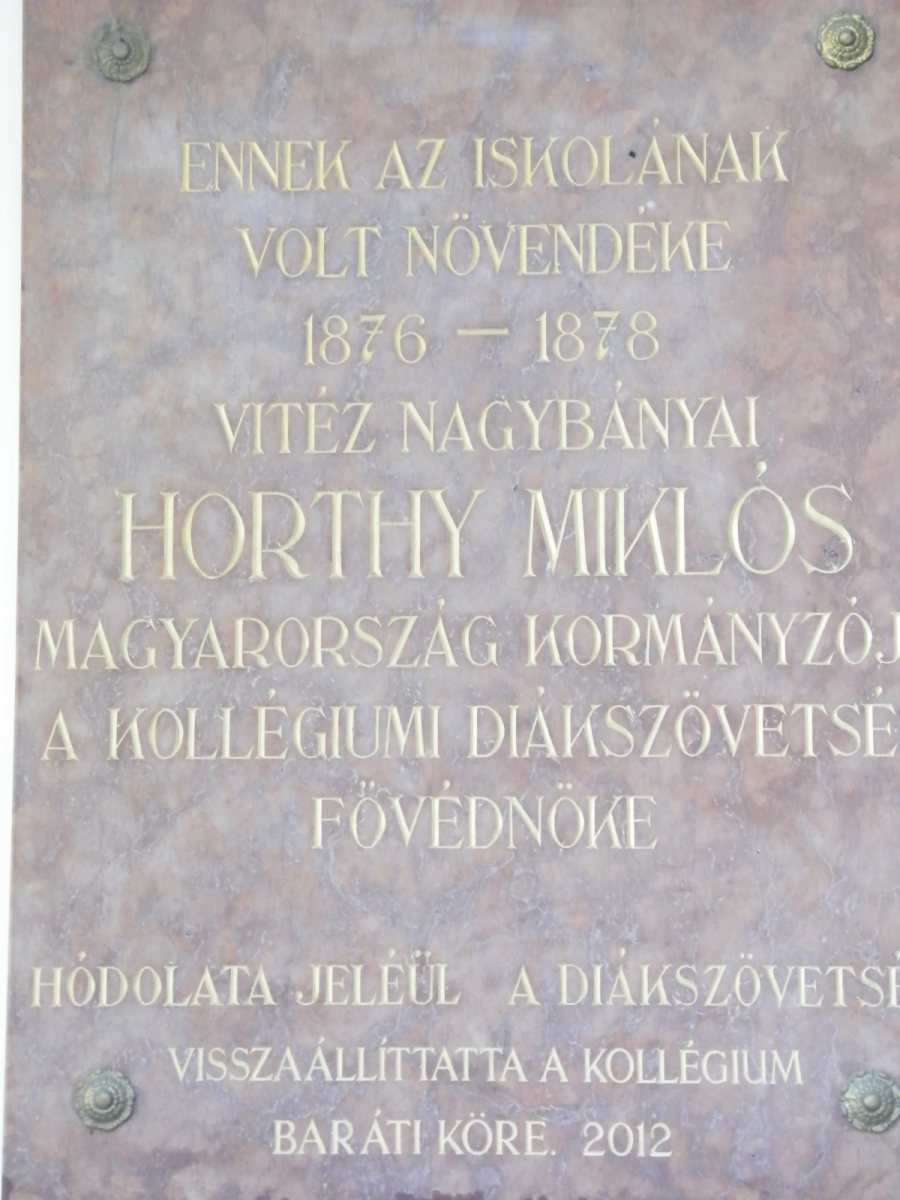 ENNEK AZ ISKOLÁNAK
VOLT NÖVENDÉKE
1876 – 1878
VITÉZ NAGYBÁNYAI
HORTHY MIKLÓS
MAGYARORSZÁG KORMÁNYZÓJ
A KOLLÉGIUMI DIÁKSZÖVETSÉ
FŐVÉDNÖKE
HÓDOLATA JELÉÜL A DIÁKSZÖVETSÉ
VISSZAÁLLÍTTATTA A KOLLÉGIUM
BARÁTI KÖRE. 2012